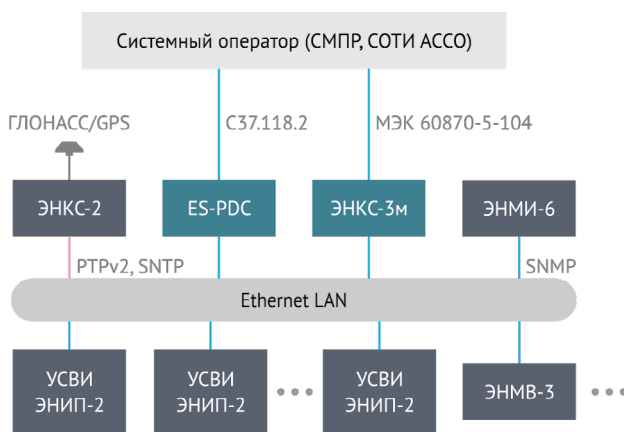 Системный оператор (СМПР, СОТИ АССО)
ГЛОНАСС/GPS
C37.118.2
МЭК 60870-5-104
ЭНКС-2
ES-PDC
ЭНКС-3м
ЭНМИ-6
PTPv2, SNTP
SNMP
Ethernet LAN
УСВИ
ЭНИП-2
УСВИ
ЭНИП-2
УСВИ
ЭНИП-2
ЭНМВ-3